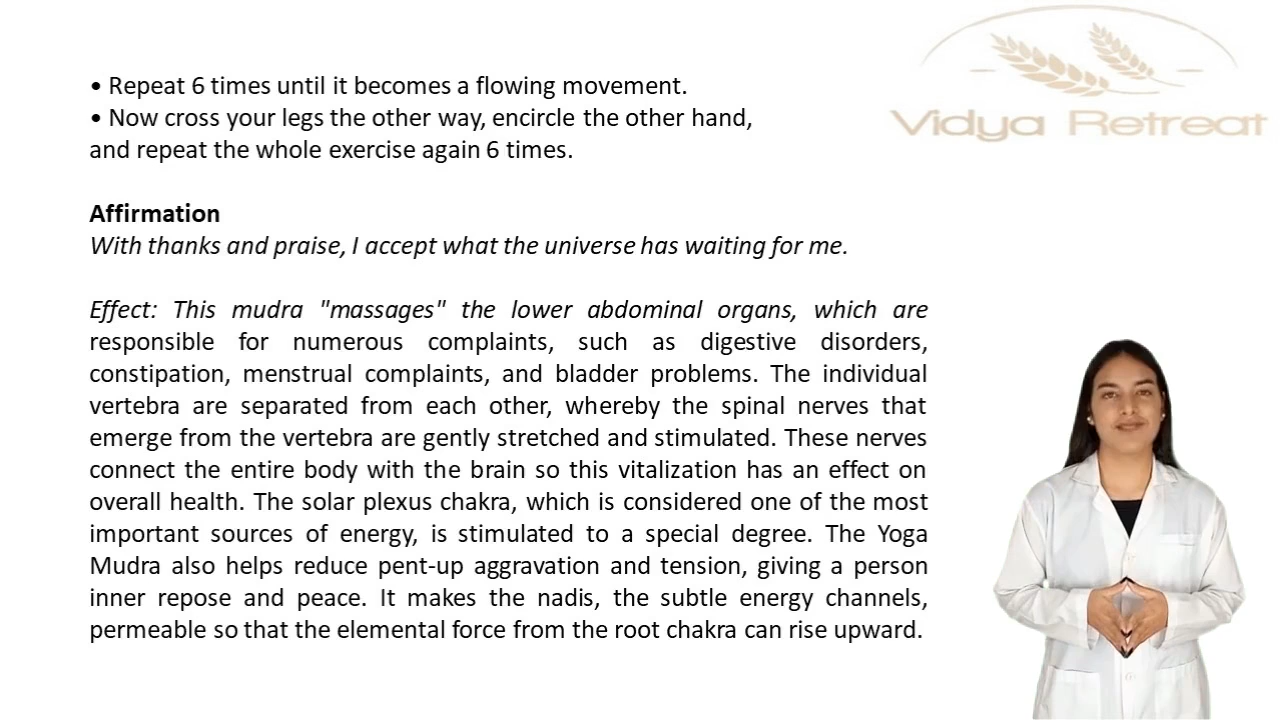 Vidya Retreat
• Repeat 6 times until it becomes a flowing movement.
• Now cross your legs the other way, encircle the other hand,
and repeat the whole exercise again 6 times.
Affirmation
With thanks and praise, I accept what the universe has waiting for me.
Effect: This mudra "massages" the lower abdominal organs, which are
responsible for numerous complaints, such as digestive disorders,
constipation, menstrual complaints, and bladder problems. The individual
vertebra are separated from each other, whereby the spinal nerves that
emerge from the vertebra are gently stretched and stimulated. These nerves
connect the entire body with the brain so this vitalization has an effect on
overall health. The solar plexus chakra, which is considered one of the most
important sources of energy, is stimulated to a special degree. The Yoga
Mudra also helps reduce pent-up aggravation and tension, giving a person
inner repose and peace. It makes the nadis, the subtle energy channels,
permeable so that the elemental force from the root chakra can rise upward.